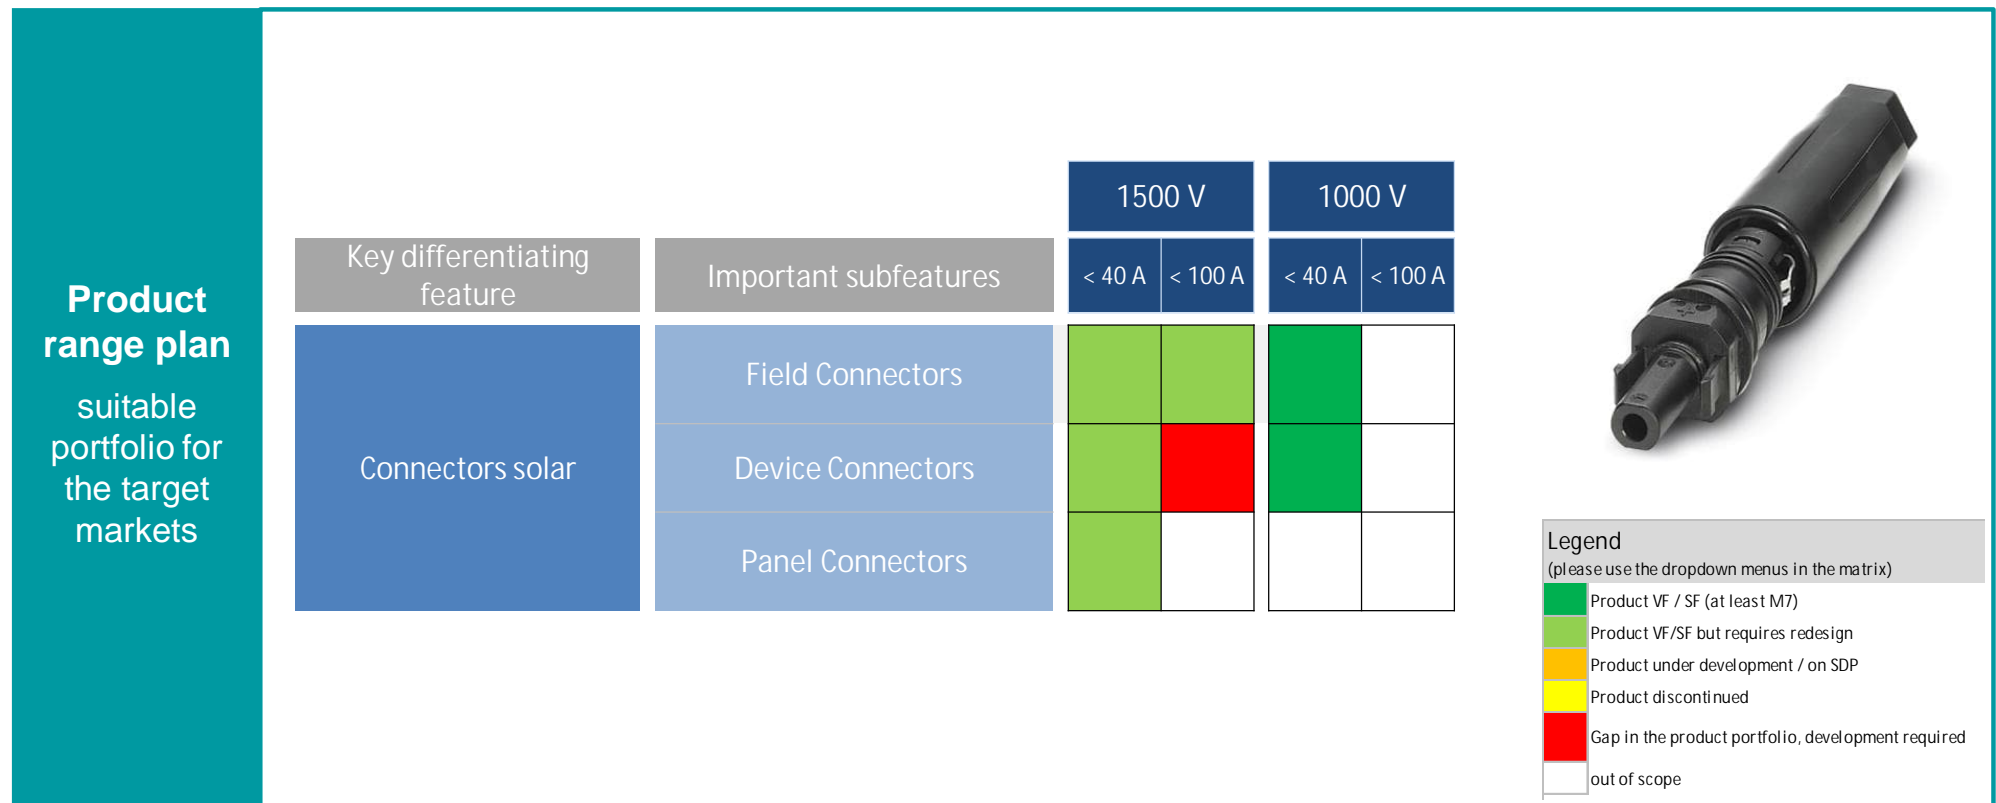 Product
range plan
suitable
portfolio for
the target
markets
1500 V
1000 V
Key differentiating
feature
Important subfeatures
< 40 A
< 100 A
< 40 A
< 100 A
Connectors solar
Field Connectors
Device Connectors
Panel Connectors
Legend
(please use the dropdown menus in the matrix)
Product VF / SF (at least M7)
Product VF/SF but requires redesign
Product under development / on SDP
Product discontinued
Gap in the product portfolio, development required
out of scope